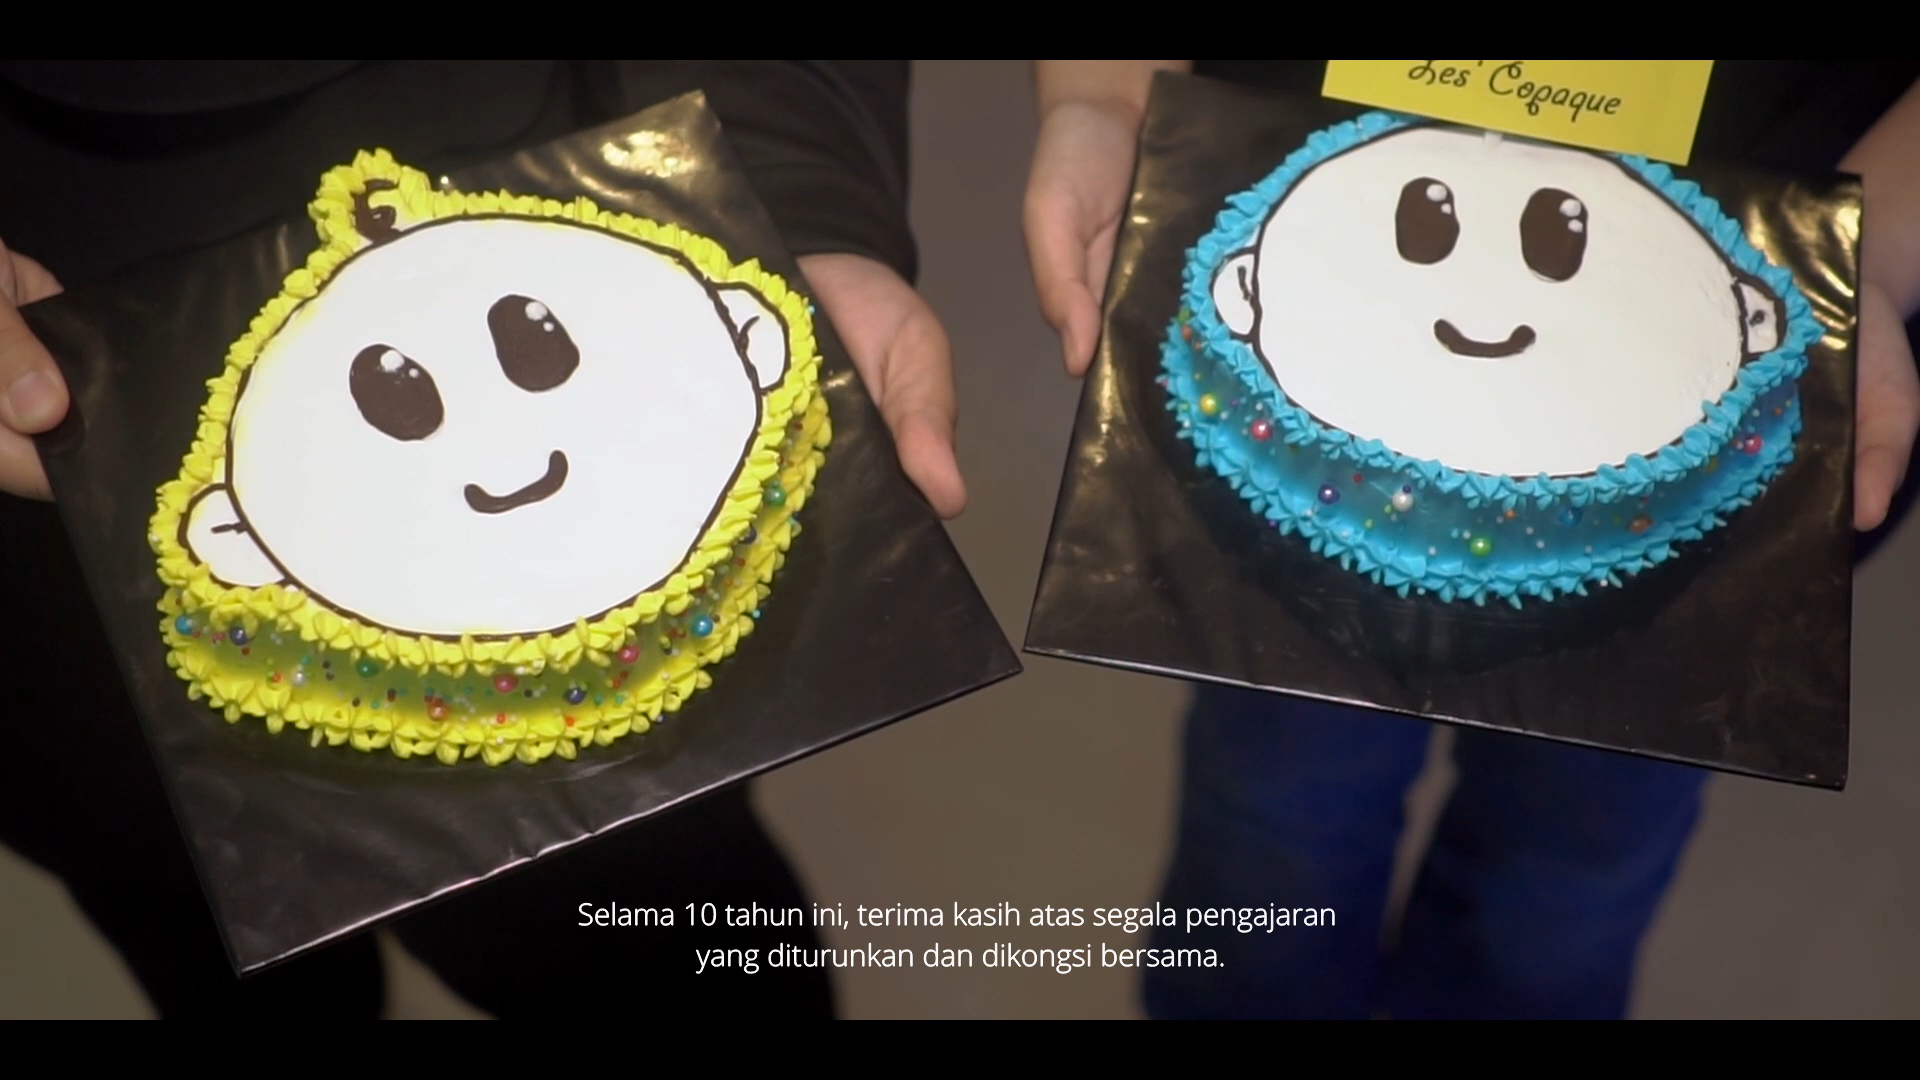 Les' Copaque
Selama 10 tahun ini, terima kasih atas segala pengajaran
yang diturunkan dan dikongsi bersama.